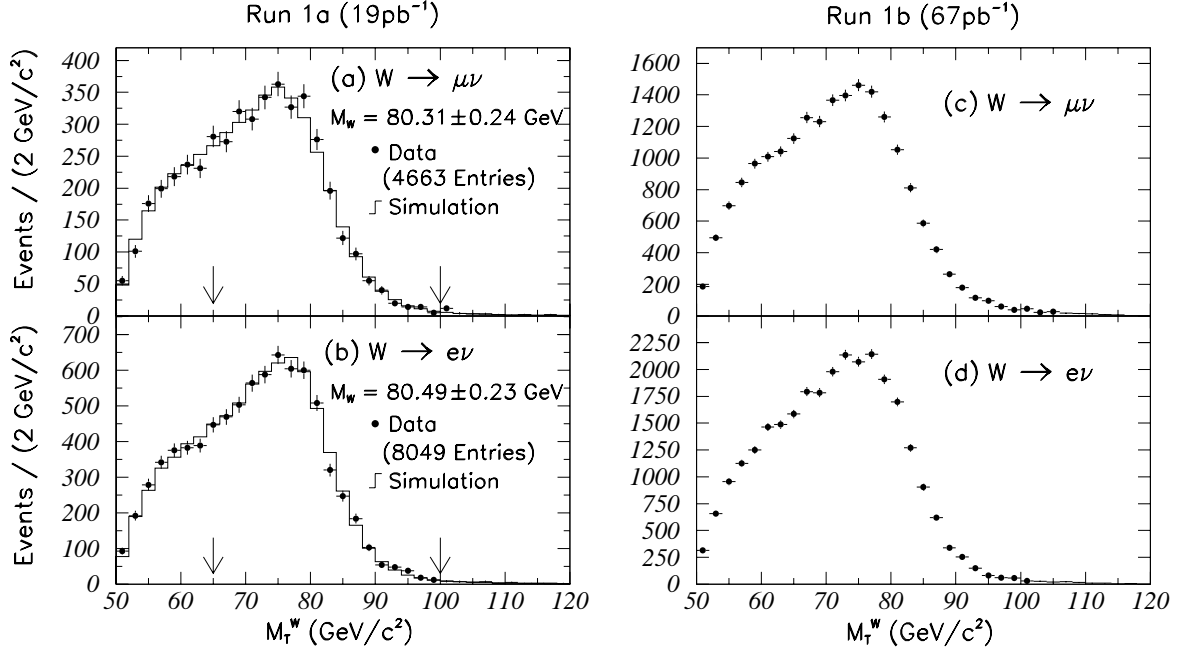 Run 1a (19pb⁻¹)
Run 1b (67pb⁻¹)
Events / (2 GeV/c²)
400
350
300
250
200
150
100
50
0
(a) W → μν
M_W = 80.31±0.24 GeV
Data
(4663 Entries)
Simulation
1600
1400
1200
1000
800
600
400
200
0
(c) W → μν
Events / (2 GeV/c²)
700
600
500
400
300
200
100
0
(b) W → eν
M_W = 80.49±0.23 GeV
Data
(8049 Entries)
Simulation
50 60 70 80 90 100 110 120
M_T^W (GeV/c²)
2250
2000
1750
1500
1250
1000
750
500
250
0
(d) W → eν
50 60 70 80 90 100 110 120
M_T^W (GeV/c²)